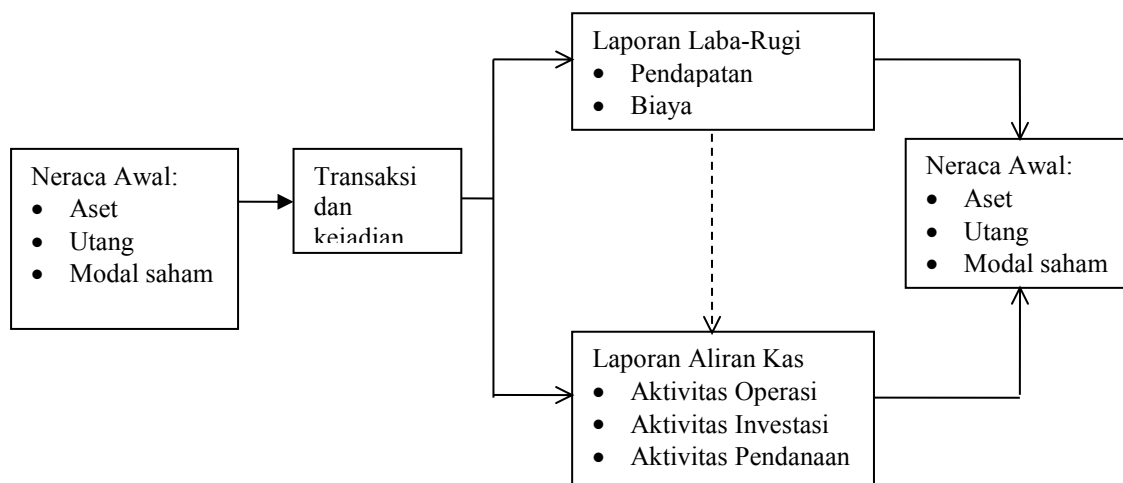 Neraca Awal:
• Aset
• Utang
• Modal saham
Transaksi
dan
kejadian
Laporan Laba-Rugi
• Pendapatan
• Biaya
Laporan Aliran Kas
• Aktivitas Operasi
• Aktivitas Investasi
• Aktivitas Pendanaan
Neraca Awal:
• Aset
• Utang
• Modal saham